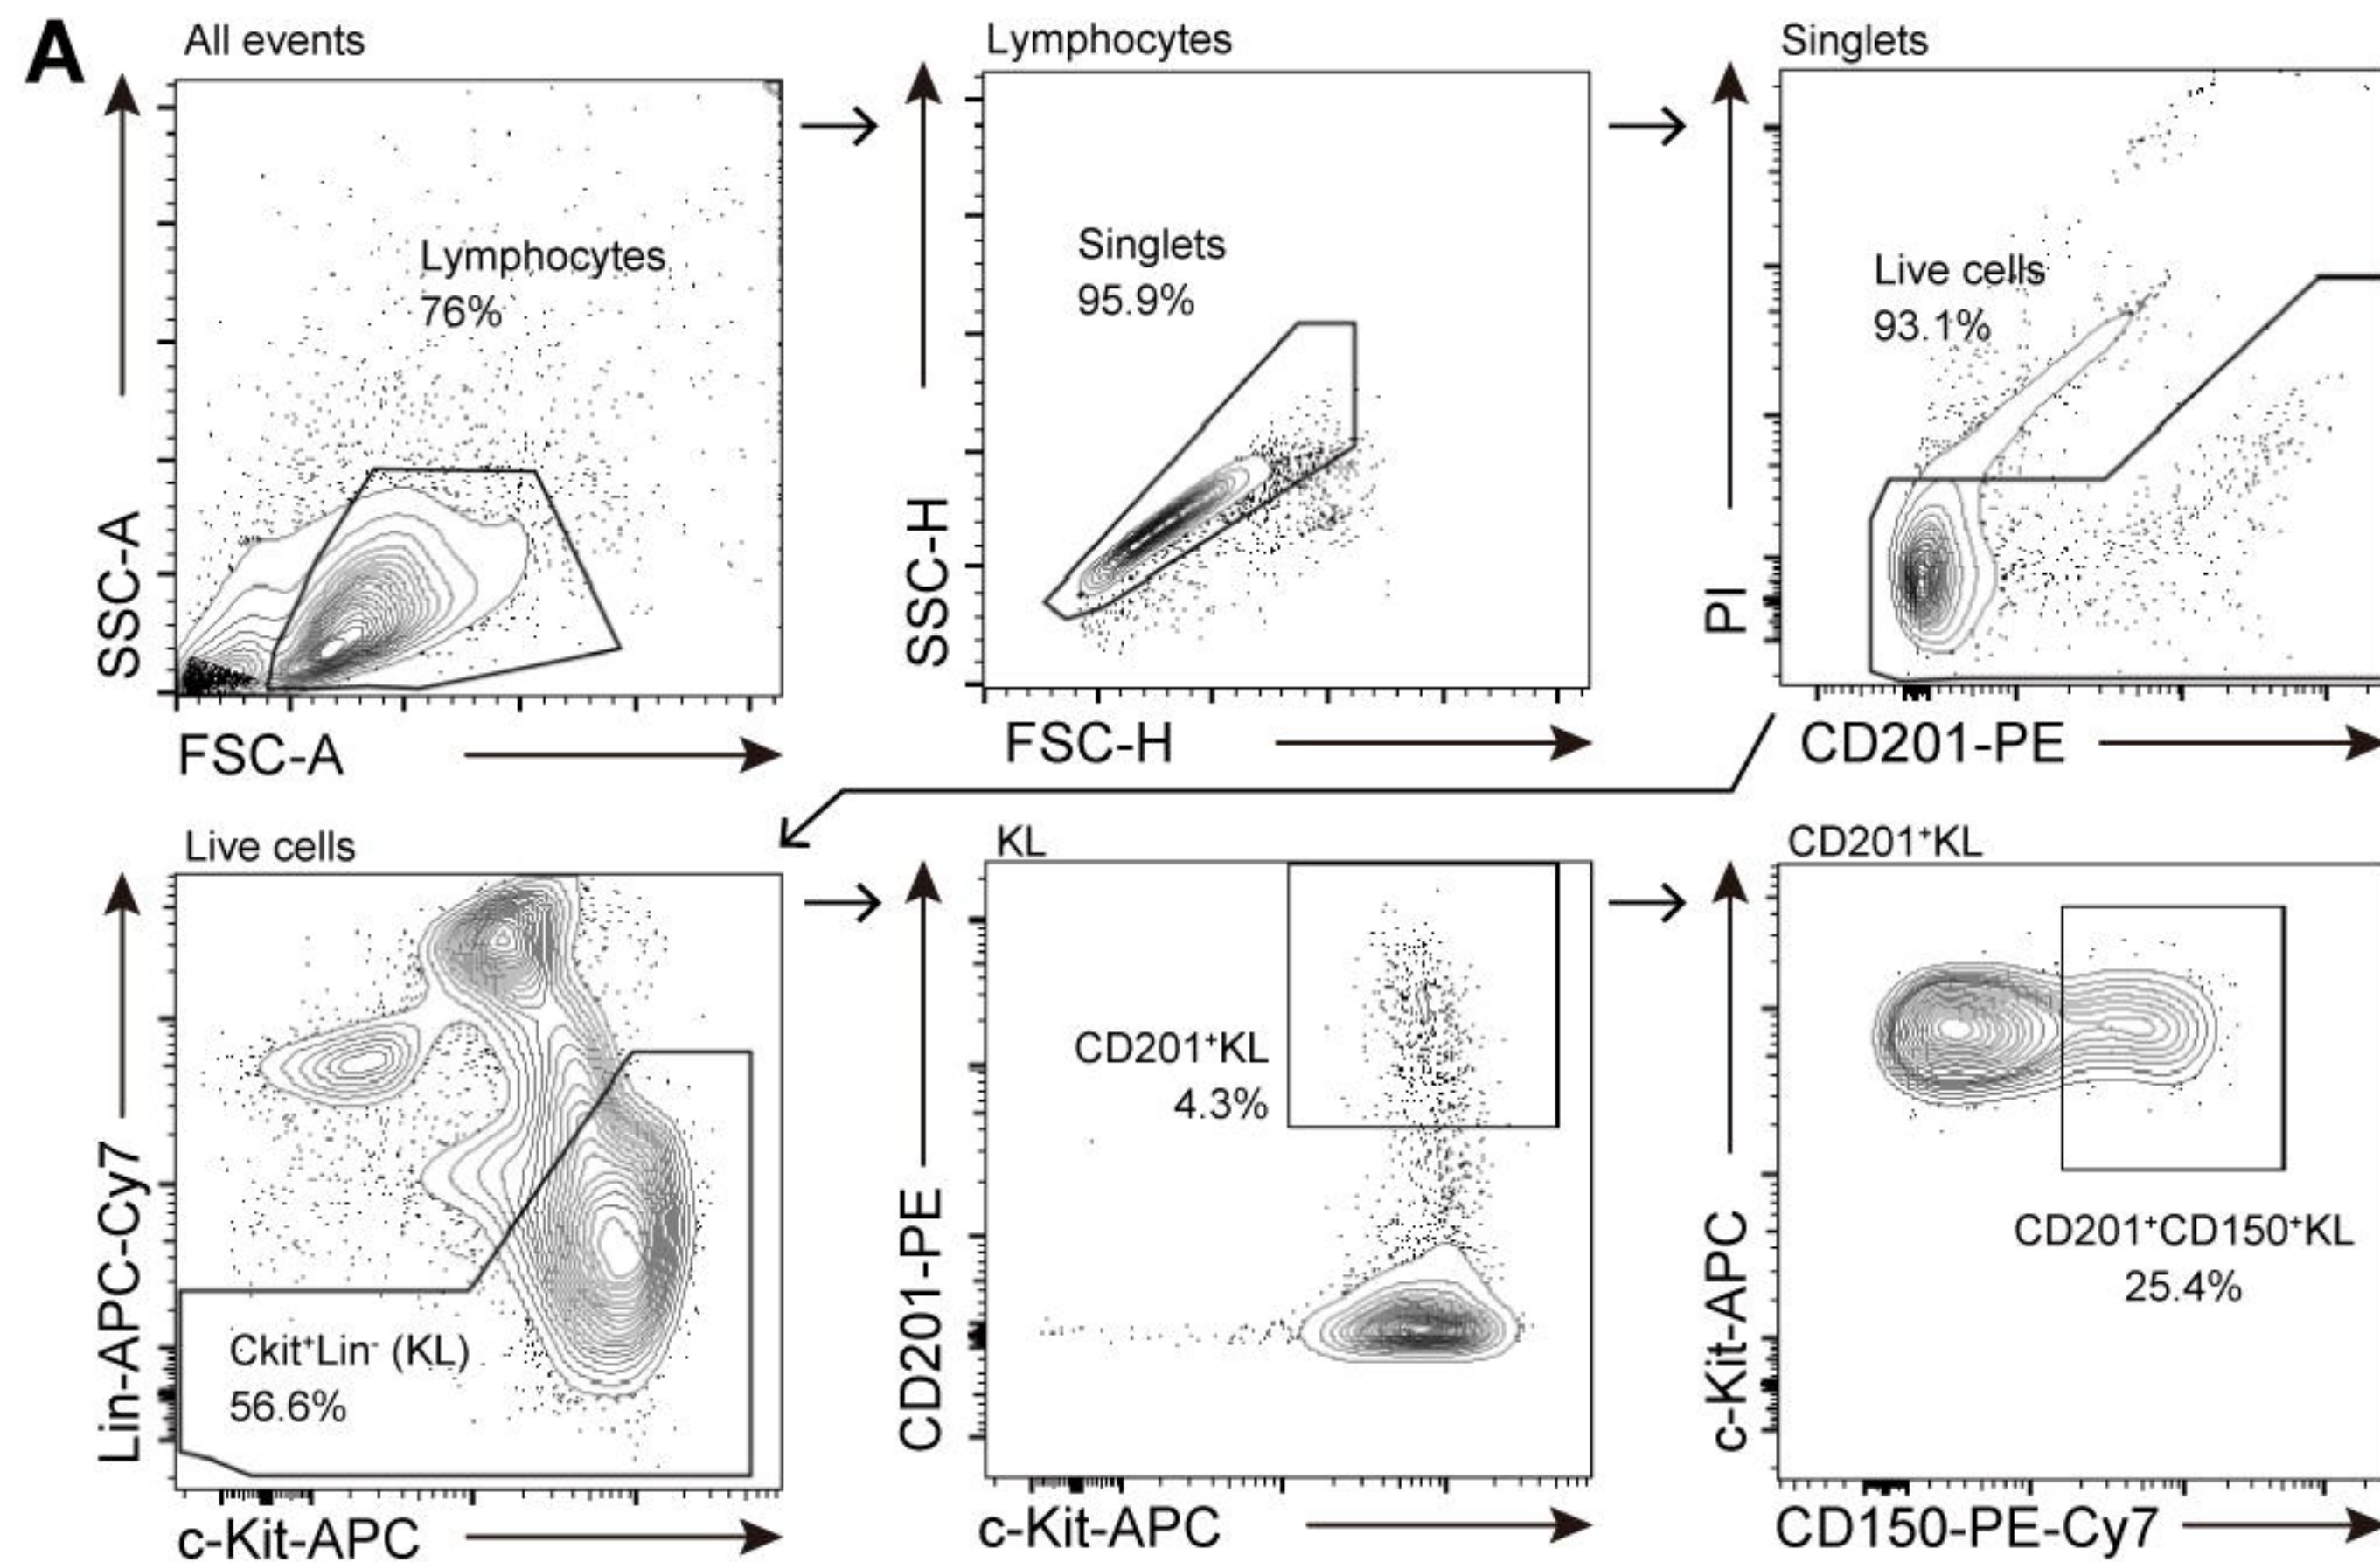 A
All events
Lymphocytes
76%
SSC-A
FSC-A
Lymphocytes
Singlets
95.9%
SSC-H
FSC-H
Singlets
Live cells
93.1%
PI
CD201-PE
Live cells
Ckit⁺Lin⁻ (KL)
56.6%
Lin-APC-Cy7
c-Kit-APC
KL
CD201⁺KL
4.3%
CD201-PE
c-Kit-APC
CD201⁺KL
CD201⁺CD150⁺KL
25.4%
c-Kit-APC
CD150-PE-Cy7